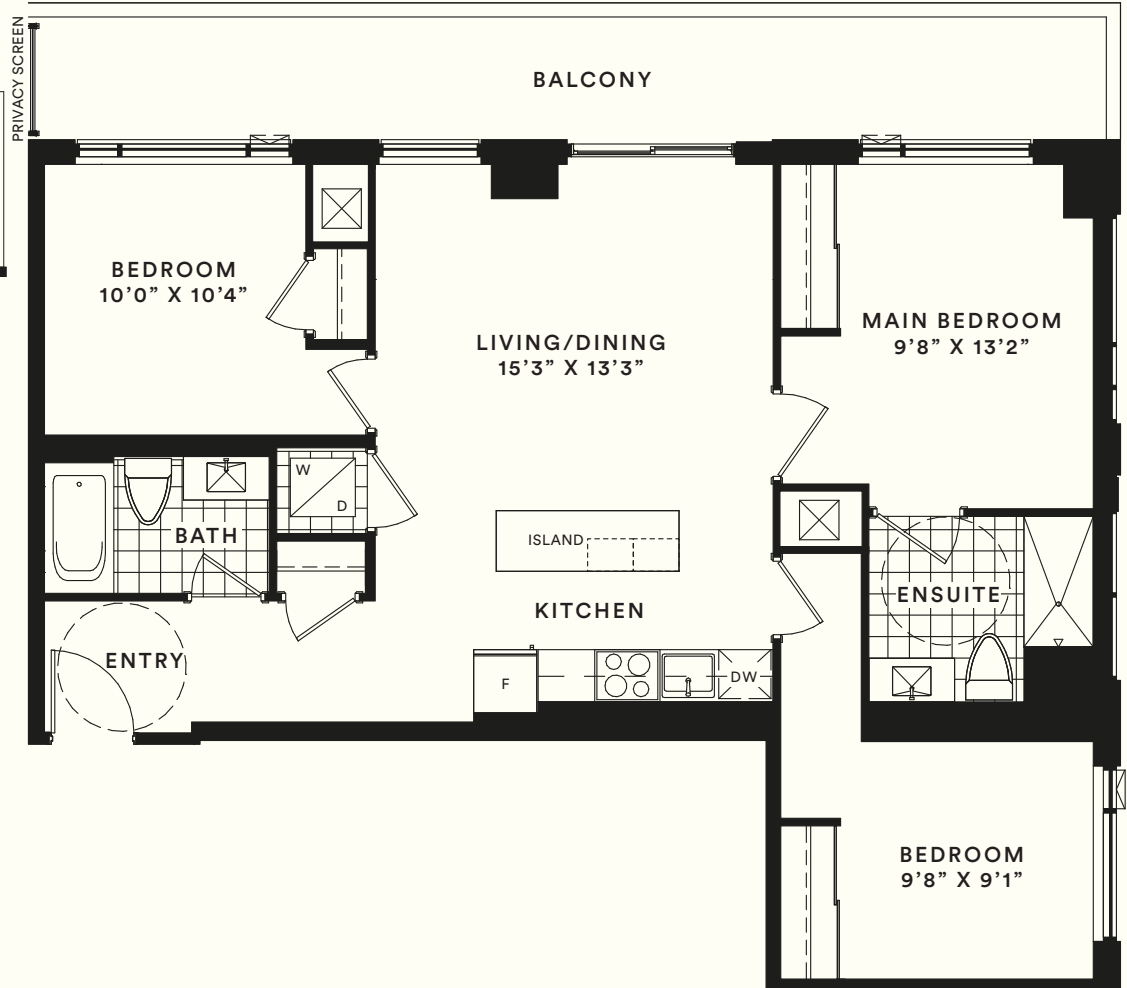 PRIVACY SCREEN
BALCONY
BEDROOM
10’0” X 10’4”
LIVING/DINING
15’3” X 13’3”
MAIN BEDROOM
9’8” X 13’2”
W
D
BATH
ISLAND
ENSUITE
KITCHEN
ENTRY
F
DW
BEDROOM
9’8” X 9’1”